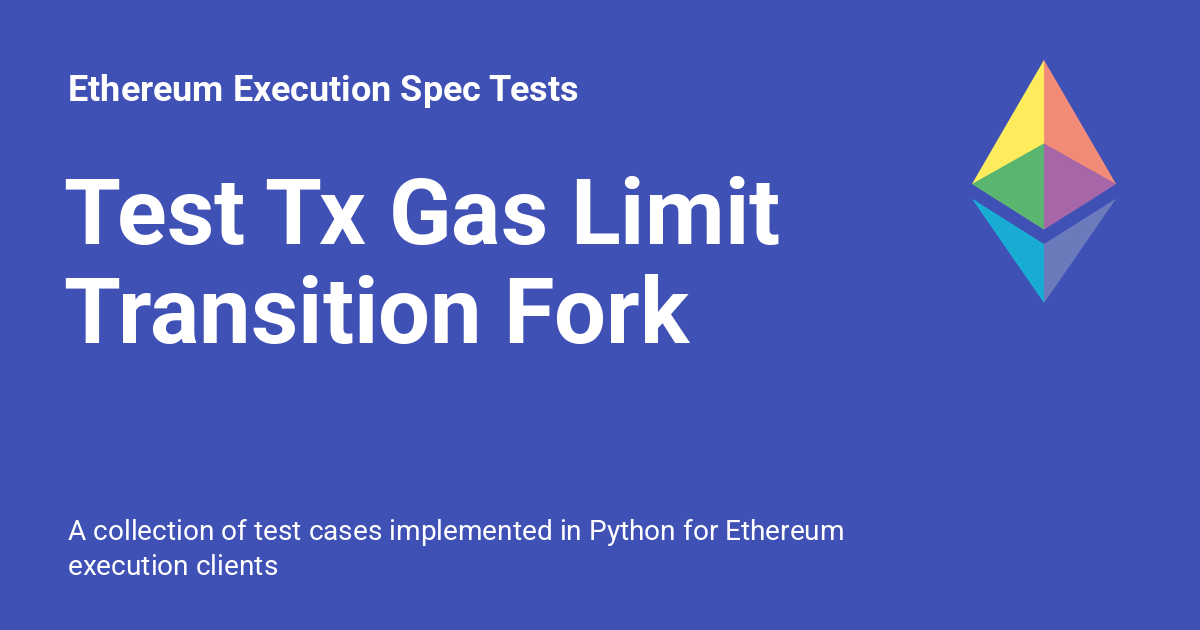 Ethereum Execution Spec Tests
Test Tx Gas Limit
Transition Fork
A collection of test cases implemented in Python for Ethereum
execution clients